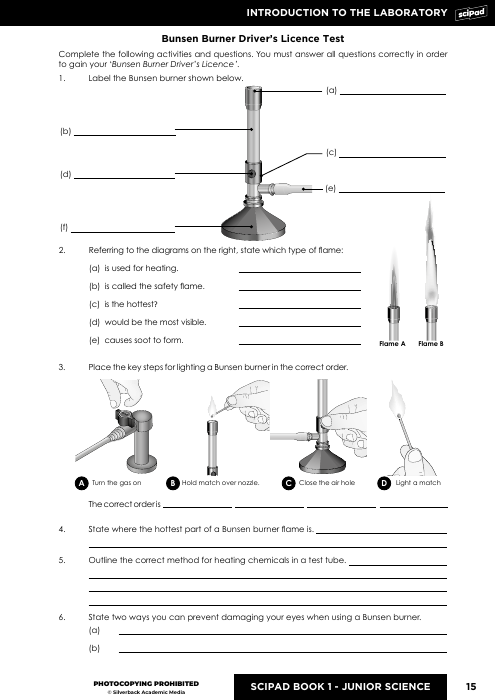 INTRODUCTION TO THE LABORATORY
scipad
Bunsen Burner Driver's Licence Test
Complete the following activities and questions. You must answer all questions correctly in order
to gain your 'Bunsen Burner Driver's Licence'.
1. Label the Bunsen burner shown below.
(a)
(b)
(c)
(d)
(e)
(f)
2. Referring to the diagrams on the right, state which type of flame:
(a) is used for heating.
(b) is called the safety flame.
(c) is the hottest?
(d) would be the most visible.
(e) causes soot to form.
Flame A Flame B
3. Place the key steps for lighting a Bunsen burner in the correct order.
A Turn the gas on B Hold match over nozzle. C Close the air hole D Light a match
The correct order is
4. State where the hottest part of a Bunsen burner flame is.
5. Outline the correct method for heating chemicals in a test tube.
6. State two ways you can prevent damaging your eyes when using a Bunsen burner.
(a)
(b)
PHOTOCOPYING PROHIBITED
© Silverback Academic Media
SCIPAD BOOK 1 - JUNIOR SCIENCE 15